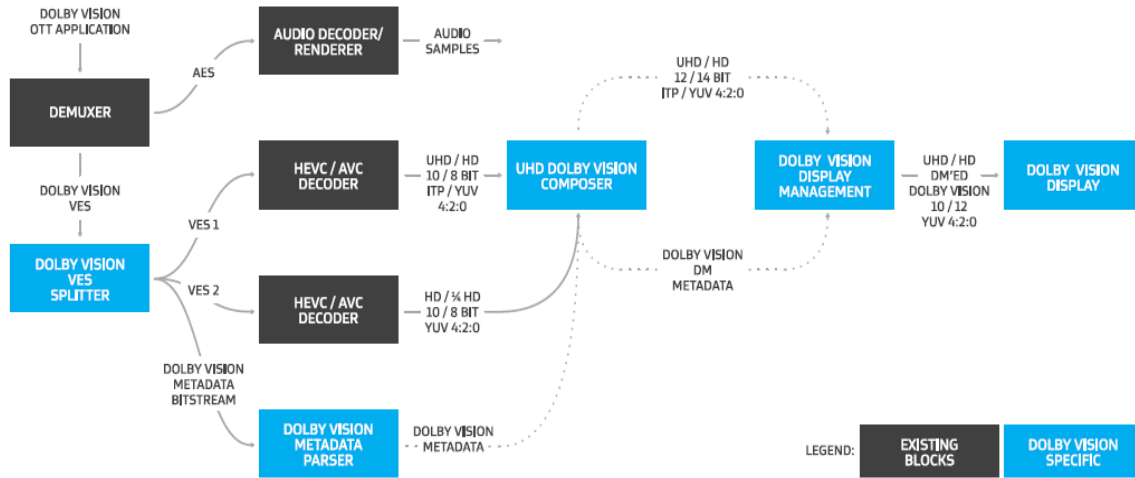 DOLBY VISION
OTT APPLICATION
DEMUXER
AES
AUDIO DECODER/
RENDERER
AUDIO
SAMPLES
DOLBY VISION
VES
DOLBY VISION
VES
SPLITTER
VES 1
VES 2
DOLBY VISION
METADATA
BITSTREAM
HEVC / AVC
DECODER
UHD / HD
10 / 8 BIT
ITP / YUV
4:2:0
HEVC / AVC
DECODER
HD / ¼ HD
10 / 8 BIT
YUV 4:2:0
DOLBY VISION
METADATA
PARSER
DOLBY VISION
METADATA
UHD DOLBY VISION
COMPOSER
UHD / HD
12 / 14 BIT
ITP / YUV 4:2:0
DOLBY VISION
DM
METADATA
DOLBY VISION
DISPLAY
MANAGEMENT
UHD / HD
DM'ED
DOLBY VISION
10 / 12
YUV 4:2:0
DOLBY VISION
DISPLAY
LEGEND:
EXISTING
BLOCKS
DOLBY VISION
SPECIFIC